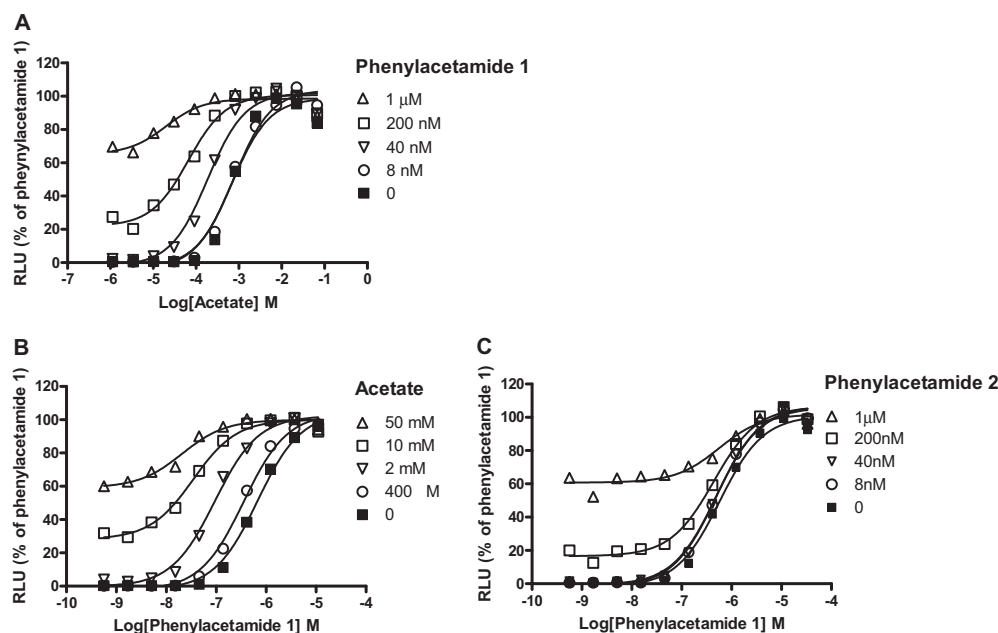 A
RLU (% of pheynylacetamide 1)
120
100
80
60
40
20
0
-7 -6 -5 -4 -3 -2 -1 0
Log[Acetate] M
Phenylacetamide 1
1 µM
200 nM
40 nM
8 nM
0
B
RLU (% of phenylacetamide 1)
120
100
80
60
40
20
0
-10 -9 -8 -7 -6 -5 -4
Log[Phenylacetamide 1] M
Acetate
50 mM
10 mM
2 mM
400 M
0
C
RLU (% of phenylacetamide 1)
120
100
80
60
40
20
0
-10 -9 -8 -7 -6 -5 -4
Log[Phenylacetamide 1] M
Phenylacetamide 2
1µM
200nM
40nM
8nM
0